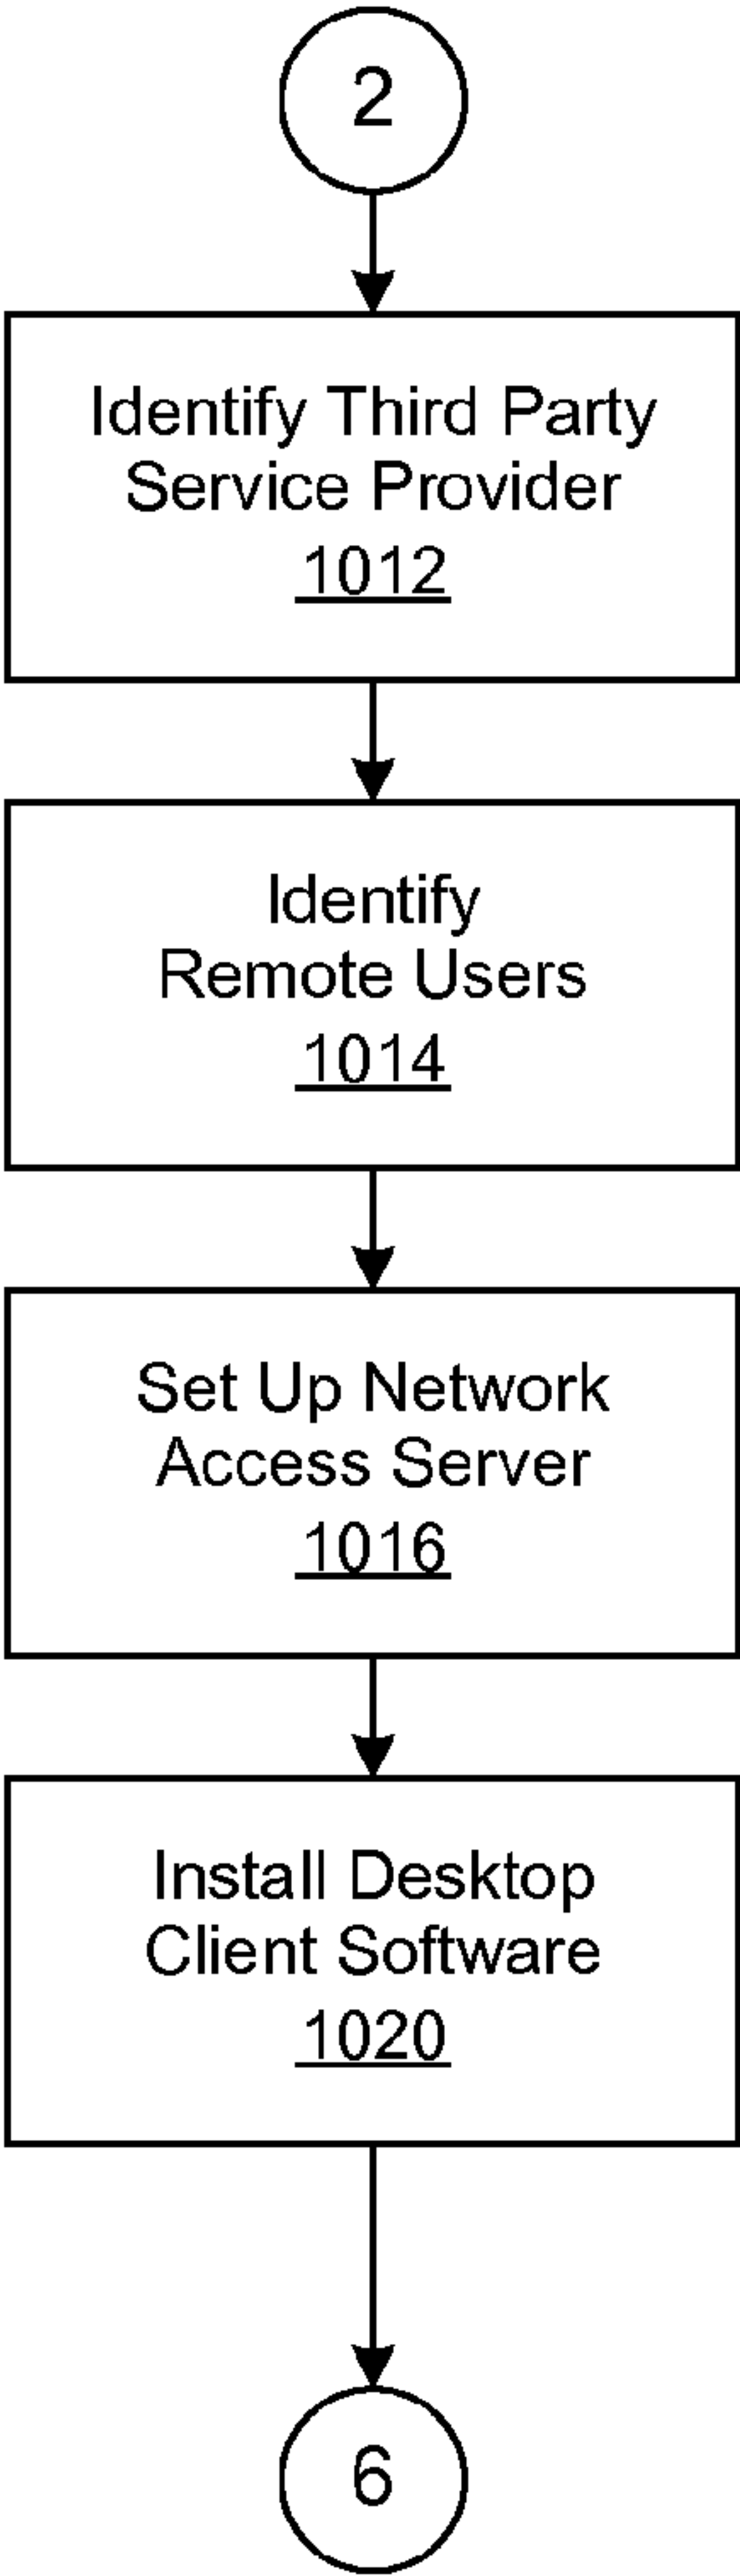 2
Identify Third Party
Service Provider
1012
Identify
Remote Users
1014
Set Up Network
Access Server
1016
Install Desktop
Client Software
1020
6